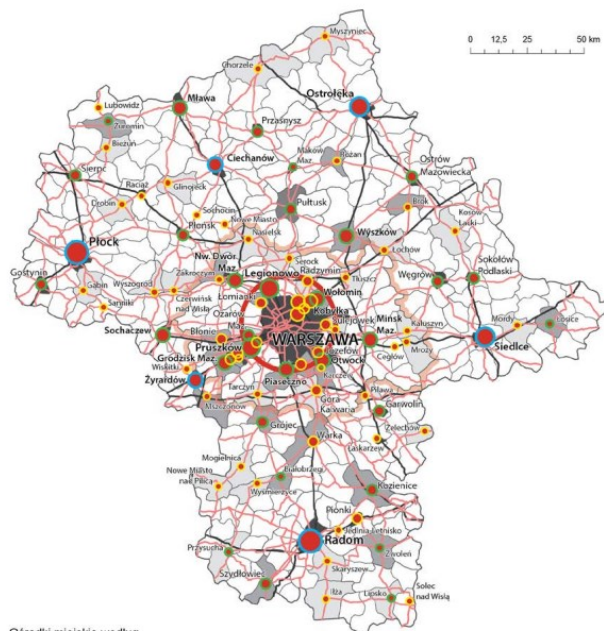 Myszyniec
0 12,5 25 50 km
Chorzele
Lubowidz
Mława
Ostrołęka
Żuromin
Przasnysz
Bieżuń
Ciechanów
Maków
Maz.
Różan
Ostrów
Mazowiecka
Sierpc
Raciąż
Glinojeck
Drobin
Sochocin
Pułtusk
Brok
Nowe Miasto
Kosów
Lacki
Płońsk
Nasielsk
Wyszków
Płock
Nw. Dwór
Maz.
Serock
Łochów
Sokołów
Podlaski
Gostynin
Zakroczym
Legionowo
Radzymin
Tłuszcz
Węgrów
Gąbin
Wyszogród
Sanniki
Czerwińsk
nad Wisłą
Łomianki
Wołomin
Kobyłka
Ożarów
Maz.
Sulejówek
Mińsk
Maz.
Kałuszyn
Mordy
Łosice
Sochaczew
Błonie
WARSZAWA
Siedlce
Pruszków
Józefów
Otwock
Cegłów
Mrozy
Grodzisk Maz.
Wiskitki
Karczew
Żyrardów
Piaseczno
Tarczyn
Góra
Kalwaria
Pilawa
Mszczonów
Garwolin
Grójec
Żelechów
Warka
Łaskarzew
Mogielnica
Nowe Miasto
nad Pilicą
Białobrzegi
Wyśmierzyce
Kozienice
Pionki
Jedlnia-Letnisko
Przysucha
Radom
Zwoleń
Skaryszew
Szydłowiec
Iłża
Lipsko
Solec
nad Wisłą
Ośrodki miejskie według